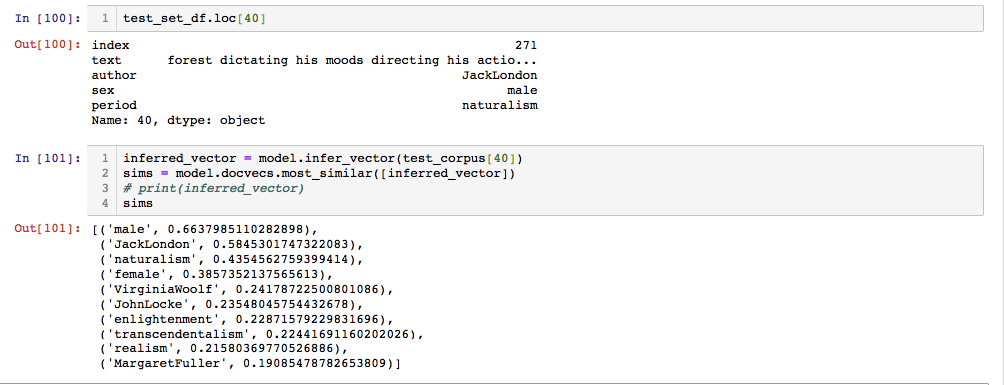 In [100]: 1 test_set_df.loc[40]
Out[100]: index 271
text forest dictating his moods directing his actio...
author JackLondon
sex male
period naturalism
Name: 40, dtype: object
In [101]: 1 inferred_vector = model.infer_vector(test_corpus[40])
2 sims = model.docvecs.most_similar([inferred_vector])
3 # print(inferred_vector)
4 sims
Out[101]: [('male', 0.6637985110282898),
('JackLondon', 0.5845301747322083),
('naturalism', 0.4354562759399414),
('female', 0.3857352137565613),
('VirginiaWoolf', 0.24178722500801086),
('JohnLocke', 0.23548045754432678),
('enlightenment', 0.22871579229831696),
('transcendentalism', 0.22441691160202026),
('realism', 0.21580369770526886),
('MargaretFuller', 0.19085478782653809)]